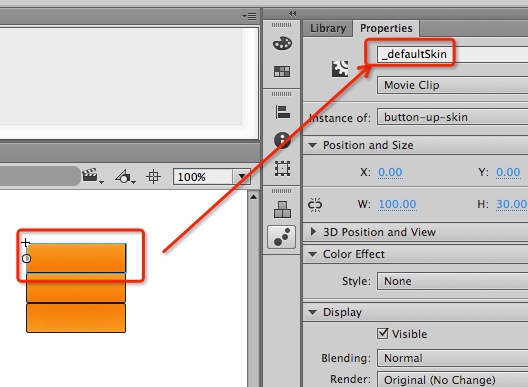 Library Properties
_defaultSkin
Movie Clip
Instance of: button-up-skin
Position and Size
X: 0.00 Y: 0.00
100%
W: 100.00 H: 30.00
3D Position and View
Color Effect
Style: None
Display
Visible
Blending: Normal
Render: Original (No Change)